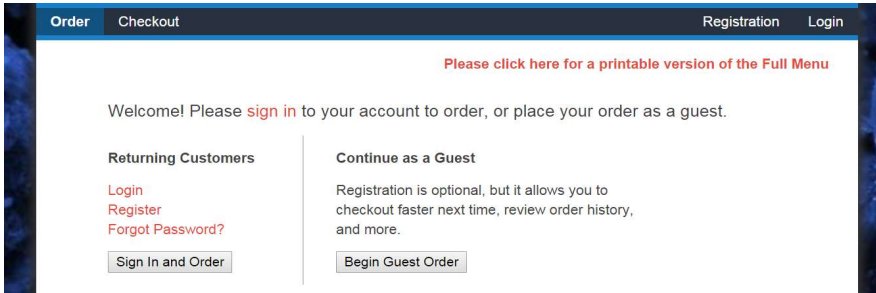 Order Checkout Registration Login
Please click here for a printable version of the Full Menu
Welcome! Please sign in to your account to order, or place your order as a guest.
Returning Customers
Login
Register
Forgot Password?
Sign In and Order
Continue as a Guest
Registration is optional, but it allows you to
checkout faster next time, review order history,
and more.
Begin Guest Order